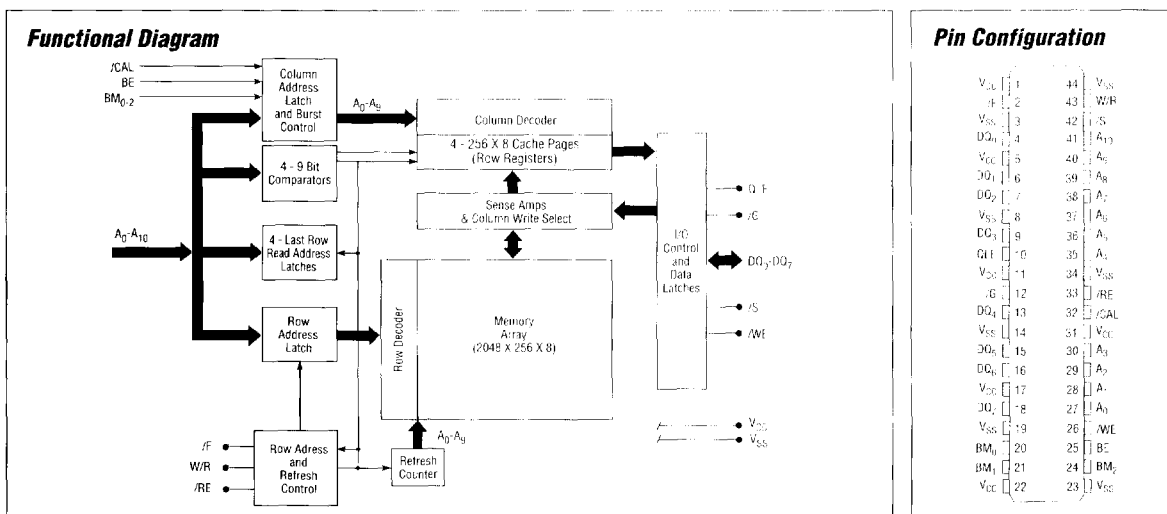 Functional Diagram
/CAL
BE
BM0-2
Column
Address
Latch
and Burst
Control
A0-A9
Column Decoder
4 - 256 X 8 Cache Pages
(Row Registers)
4 - 9 Bit
Comparators
Sense Amps
& Column Write Select
A0-A10
4 - Last Row
Read Address
Latches
Row
Address
Latch
Row Decoder
Memory
Array
(2048 X 256 X 8)
I/O
Control
and
Data
Latches
QLE
/G
DQ0-DQ7
/S
/WE
VCC
VSS
/F
W/R
/RE
Row Adress
and
Refresh
Control
A0-A9
Refresh
Counter
Pin Configuration
VCC 1 44 VSS
/F 2 43 W/R
VSS 3 42 /S
DQ0 4 41 A10
VCC 5 40 A9
DQ1 6 39 A8
DQ2 7 38 A7
VSS 8 37 A6
DQ3 9 36 A5
QLE 10 35 A4
VCC 11 34 VSS
/G 12 33 /RE
DQ4 13 32 /CAL
VSS 14 31 VCC
DQ5 15 30 A3
DQ6 16 29 A2
VCC 17 28 A1
DQ7 18 27 A0
VSS 19 26 /WE
BM0 20 25 BE
BM1 21 24 BM2
VCC 22 23 VSS